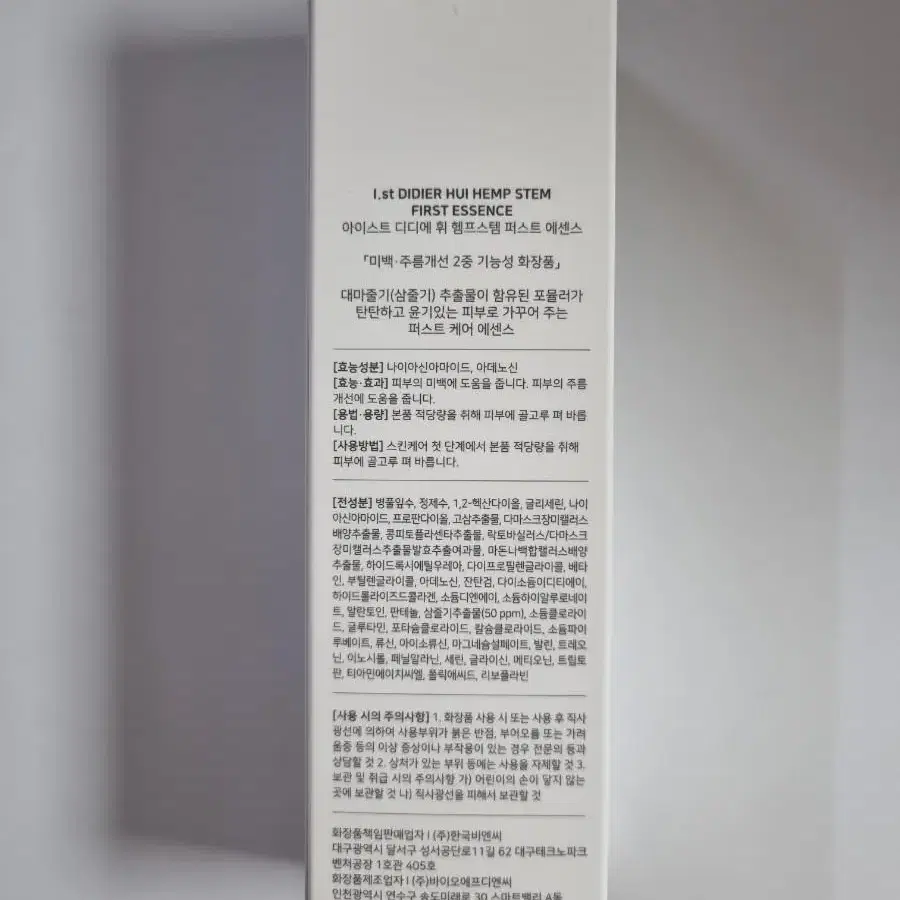 I.st DIDIER HUI HEMP STEM
FIRST ESSENCE
아이스트 디디에 휘 헴프스템 퍼스트 에센스
「미백·주름개선 2중 기능성 화장품」
대마줄기(삼줄기) 추출물이 함유된 포뮬러가
탄탄하고 윤기있는 피부로 가꾸어 주는
퍼스트 케어 에센스
[효능성분] 나이아신아마이드, 아데노신
[효능·효과] 피부의 미백에 도움을 줍니다. 피부의 주름
개선에 도움을 줍니다.
[용법·용량] 본품 적당량을 취해 피부에 골고루 펴 바릅
니다.
[사용방법] 스킨케어 첫 단계에서 본품 적당량을 취해
피부에 골고루 펴 바릅니다.
[전성분] 병풀잎수, 정제수, 1,2-헥산다이올, 글리세린, 나이
아신아마이드, 프로판다이올, 고삼추출물, 다마스크장미캘러스
배양추출물, 콩피토플라센타추출물, 락토바실러스/다마스크
장미캘러스추출물발효추출여과물, 마돈나백합캘러스배양
추출물, 하이드록시에틸우레아, 다이프로필렌글라이콜, 베타
인, 부틸렌글라이콜, 아데노신, 잔탄검, 다이소듐이디티에이,
하이드롤라이즈드콜라겐, 소듐디엔에이, 소듐하이알루로네이
트, 알란토인, 판테놀, 삼줄기추출물(50 ppm), 소듐클로라이
드, 글루타민, 포타슘클로라이드, 칼슘클로라이드, 소듐파이
루베이트, 류신, 아이소류신, 마그네슘설페이트, 발린, 트레오
닌, 이노시톨, 페닐알라닌, 세린, 글라이신, 메티오닌, 트립토
판, 티아민에이치씨엘, 폴릭애씨드, 리보플라빈
[사용 시의 주의사항] 1. 화장품 사용 시 또는 사용 후 직사
광선에 의하여 사용부위가 붉은 반점, 부어오름 또는 가려
움증 등의 이상 증상이나 부작용이 있는 경우 전문의 등과
상담할 것 2. 상처가 있는 부위 등에는 사용을 자제할 것 3.
보관 및 취급 시의 주의사항 가) 어린이의 손이 닿지 않는
곳에 보관할 것 나) 직사광선을 피해서 보관할 것
화장품책임판매업자 | (주)한국바엔씨
대구광역시 달서구 성서공단로11길 62 대구테크노파크
벤처공장 1호관 405호
화장품제조업자 | (주)바이오에프디엔씨
인천광역시 연수구 송도미래로 30 스마트밸리 A동